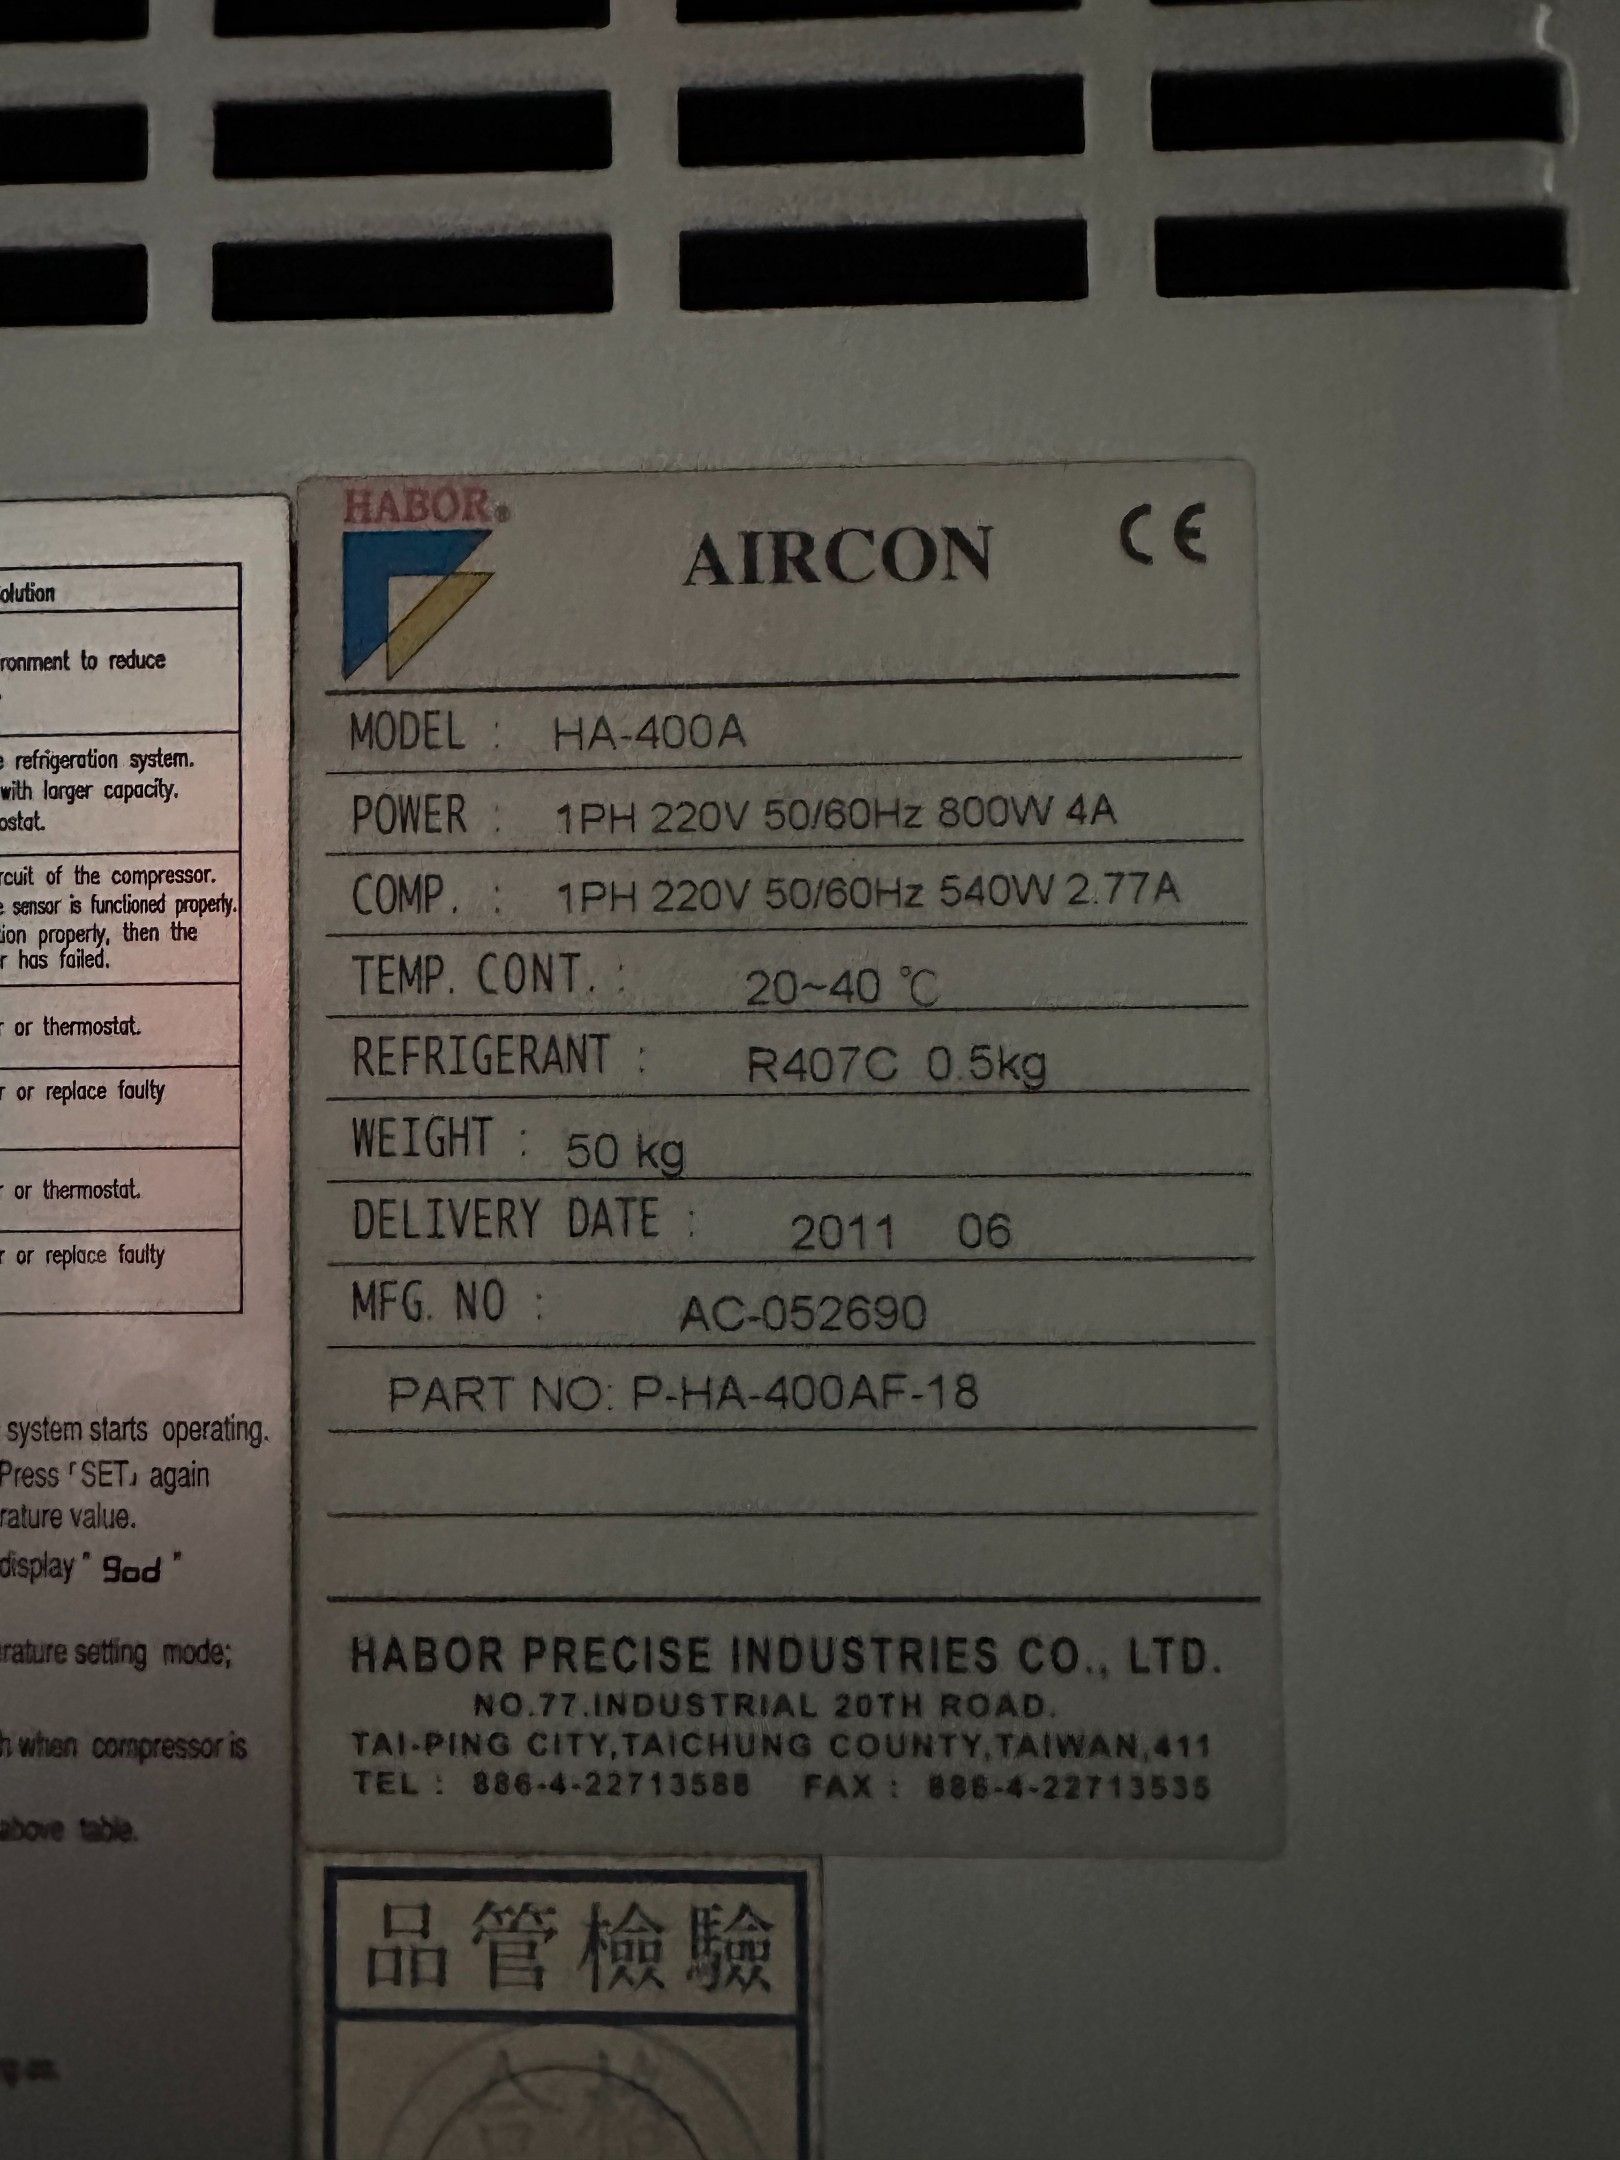 olution
ronment to reduce
refrigeration system.
with larger capacity.
ostat.
rcuit of the compressor.
sensor is functioned properly.
tion properly, then the
r has failed.
r or thermostat.
r or replace faulty
r or thermostat.
r or replace faulty
system starts operating.
Press「SET」again
rature value.
display " god "
rature setting mode;
h when compressor is
above table.
HABOR®
AIRCON CE
MODEL : HA-400A
POWER : 1PH 220V 50/60Hz 800W 4A
COMP. : 1PH 220V 50/60Hz 540W 2.77A
TEMP. CONT. : 20~40 ℃
REFRIGERANT : R407C 0.5kg
WEIGHT : 50 kg
DELIVERY DATE : 2011 06
MFG. NO : AC-052690
PART NO: P-HA-400AF-18
HABOR PRECISE INDUSTRIES CO., LTD.
NO.77.INDUSTRIAL 20TH ROAD.
TAI-PING CITY,TAICHUNG COUNTY,TAIWAN,411
TEL : 886-4-22713588 FAX : 886-4-22713535
品管檢驗